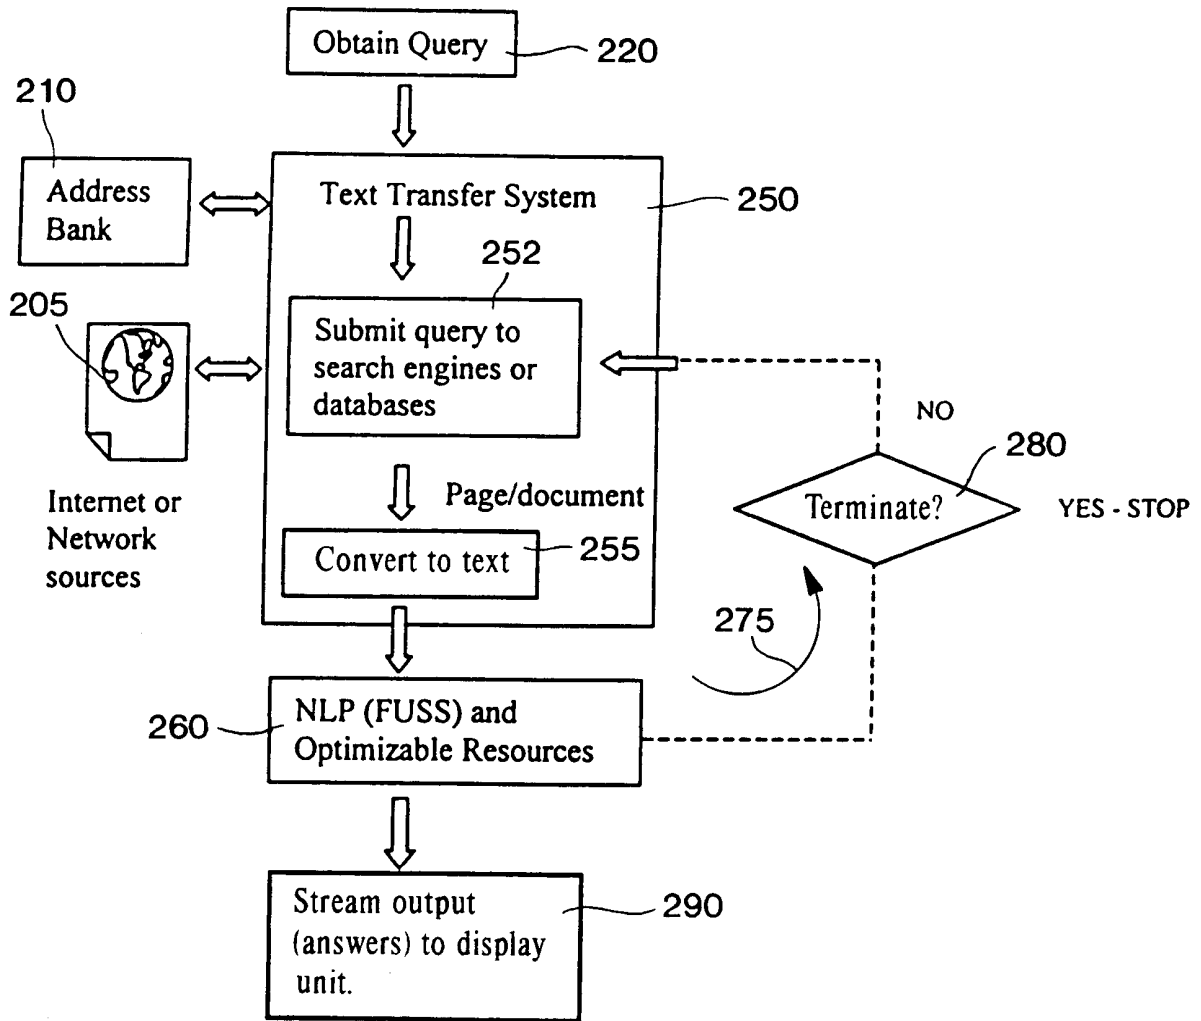 Obtain Query
220
210
Address
Bank
Text Transfer System
250
252
205
Submit query to
search engines or
databases
NO
280
Internet or
Network
sources
Page/document
Terminate?
YES - STOP
Convert to text
255
275
260
NLP (FUSS) and
Optimizable Resources
Stream output
(answers) to display
unit.
290